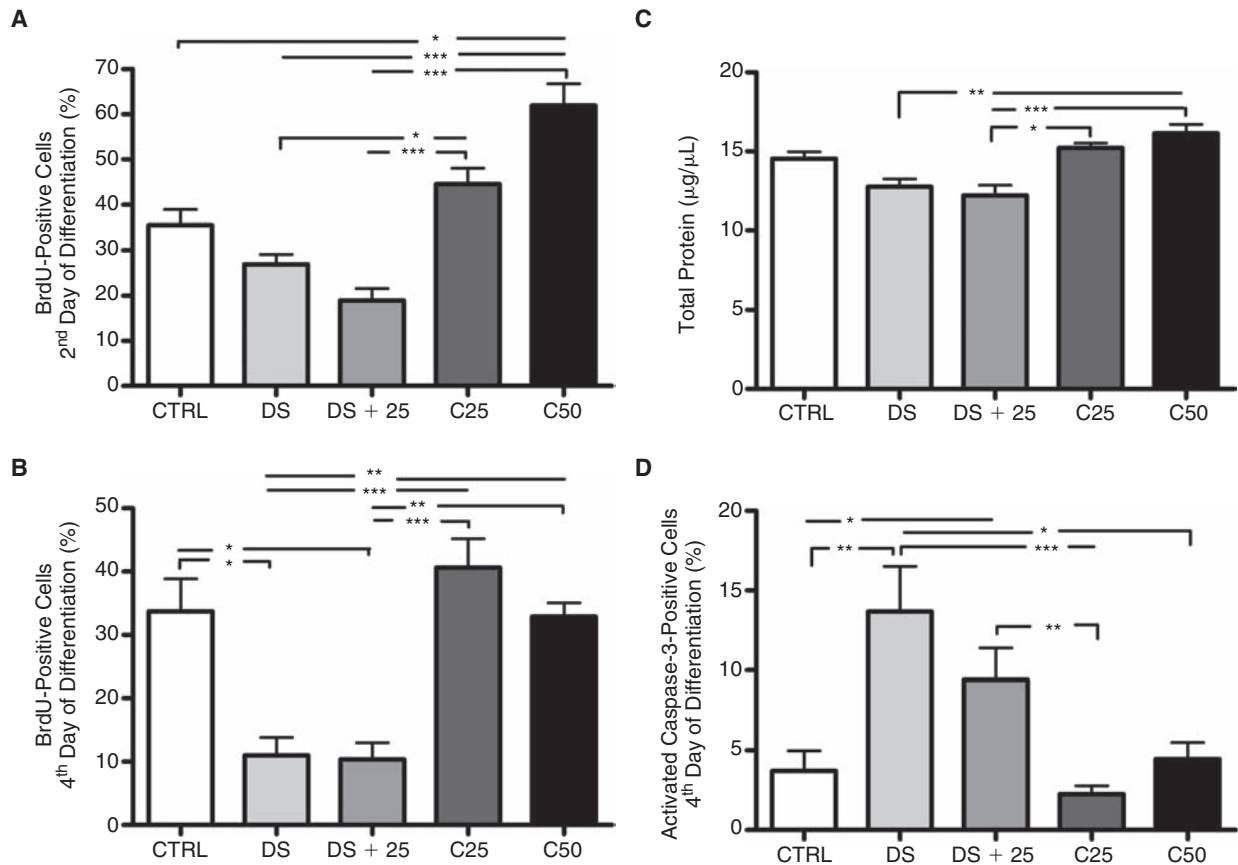 A
*
***
***
*
***
70
60
50
40
30
20
10
0
BrdU-Positive Cells
2nd Day of Differentiation (%)
CTRL DS DS + 25 C25 C50
B
**
***
**
***
*
*
50
40
30
20
10
0
BrdU-Positive Cells
4th Day of Differentiation (%)
CTRL DS DS + 25 C25 C50
C
**
***
*
20
15
10
5
0
Total Protein (μg/μL)
CTRL DS DS + 25 C25 C50
D
*
*
**
***
**
20
15
10
5
0
Activated Caspase-3-Positive Cells
4th Day of Differentiation (%)
CTRL DS DS + 25 C25 C50